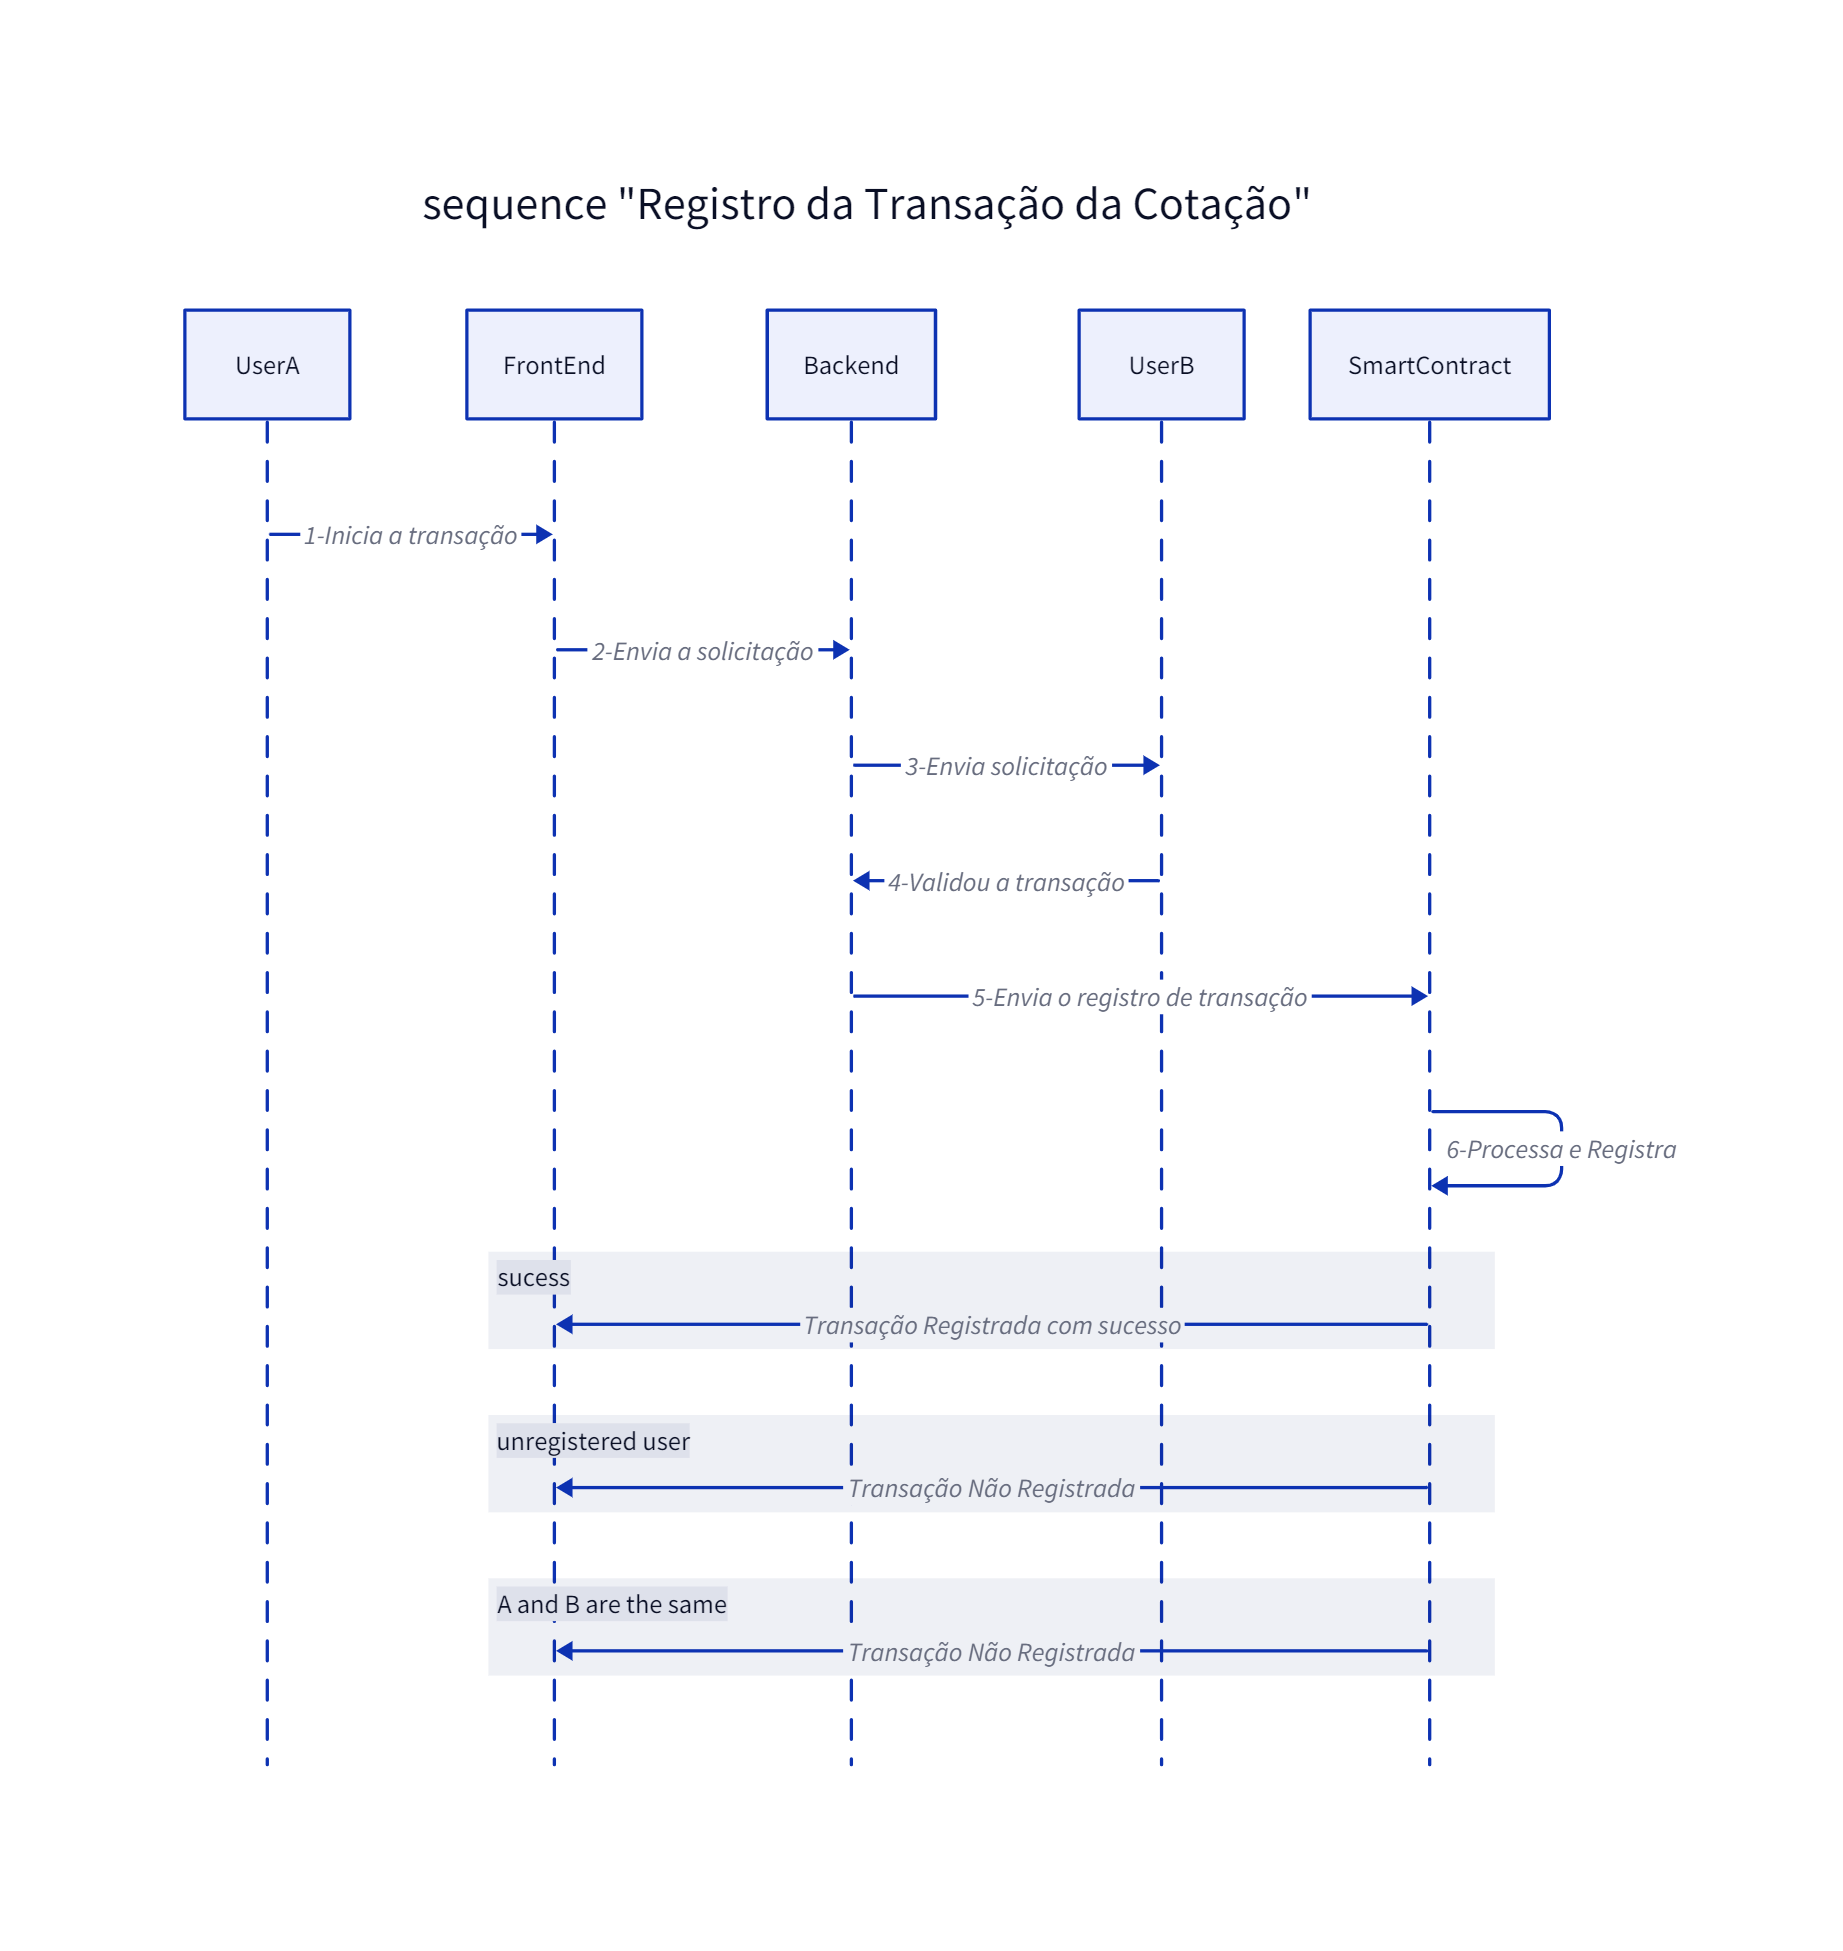 sequence "Registro da Transação da Cotação"
UserA
FrontEnd
Backend
UserB
SmartContract
1-Inicia a transação
2-Envia a solicitação
3-Envia solicitação
4-Validou a transação
5-Envia o registro de transação
6-Processa e Registra
sucess
Transação Registrada com sucesso
unregistered user
Transação Não Registrada
A and B are the same
Transação Não Registrada